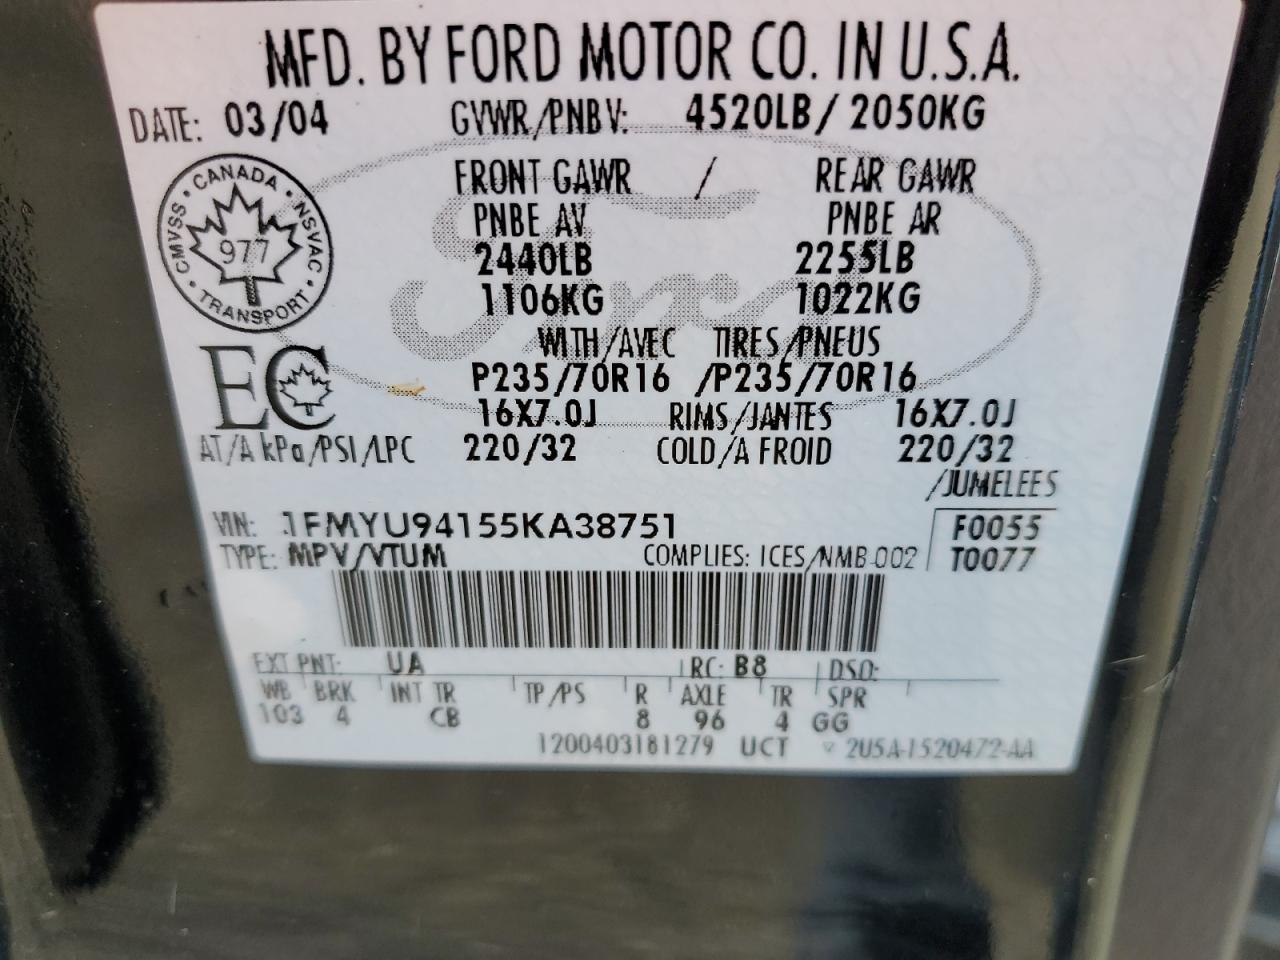 MFD. BY FORD MOTOR CO. IN U.S.A.
DATE: 03/04 GVWR/PNBV: 4520LB/2050KG
FRONT GAWR / REAR GAWR
PNBE AV PNBE AR
2440LB 2255LB
1106KG 1022KG
WITH/AVEC TIRES/PNEUS
P235/70R16 /P235/70R16
16X7.0J RIMS/JANTES 16X7.0J
AT/A kPa/PSI/LPC 220/32 COLD/A FROID 220/32
/JUMELEES
CANADA
CMVSS NSVAC
977
TRANSPORT
EC
Ford
VIN: 1FMYU94155KA38751 F0055
TYPE: MPV/VTUM COMPLIES: ICES/NMB-002 T0077
EXT PNT: UA RC: B8 DSO:
WB BRK INT TR TP/PS R AXLE TR SPR
103 4 CB 8 96 4 GG
1200403181279 UCT 2U5A-1520472-AA